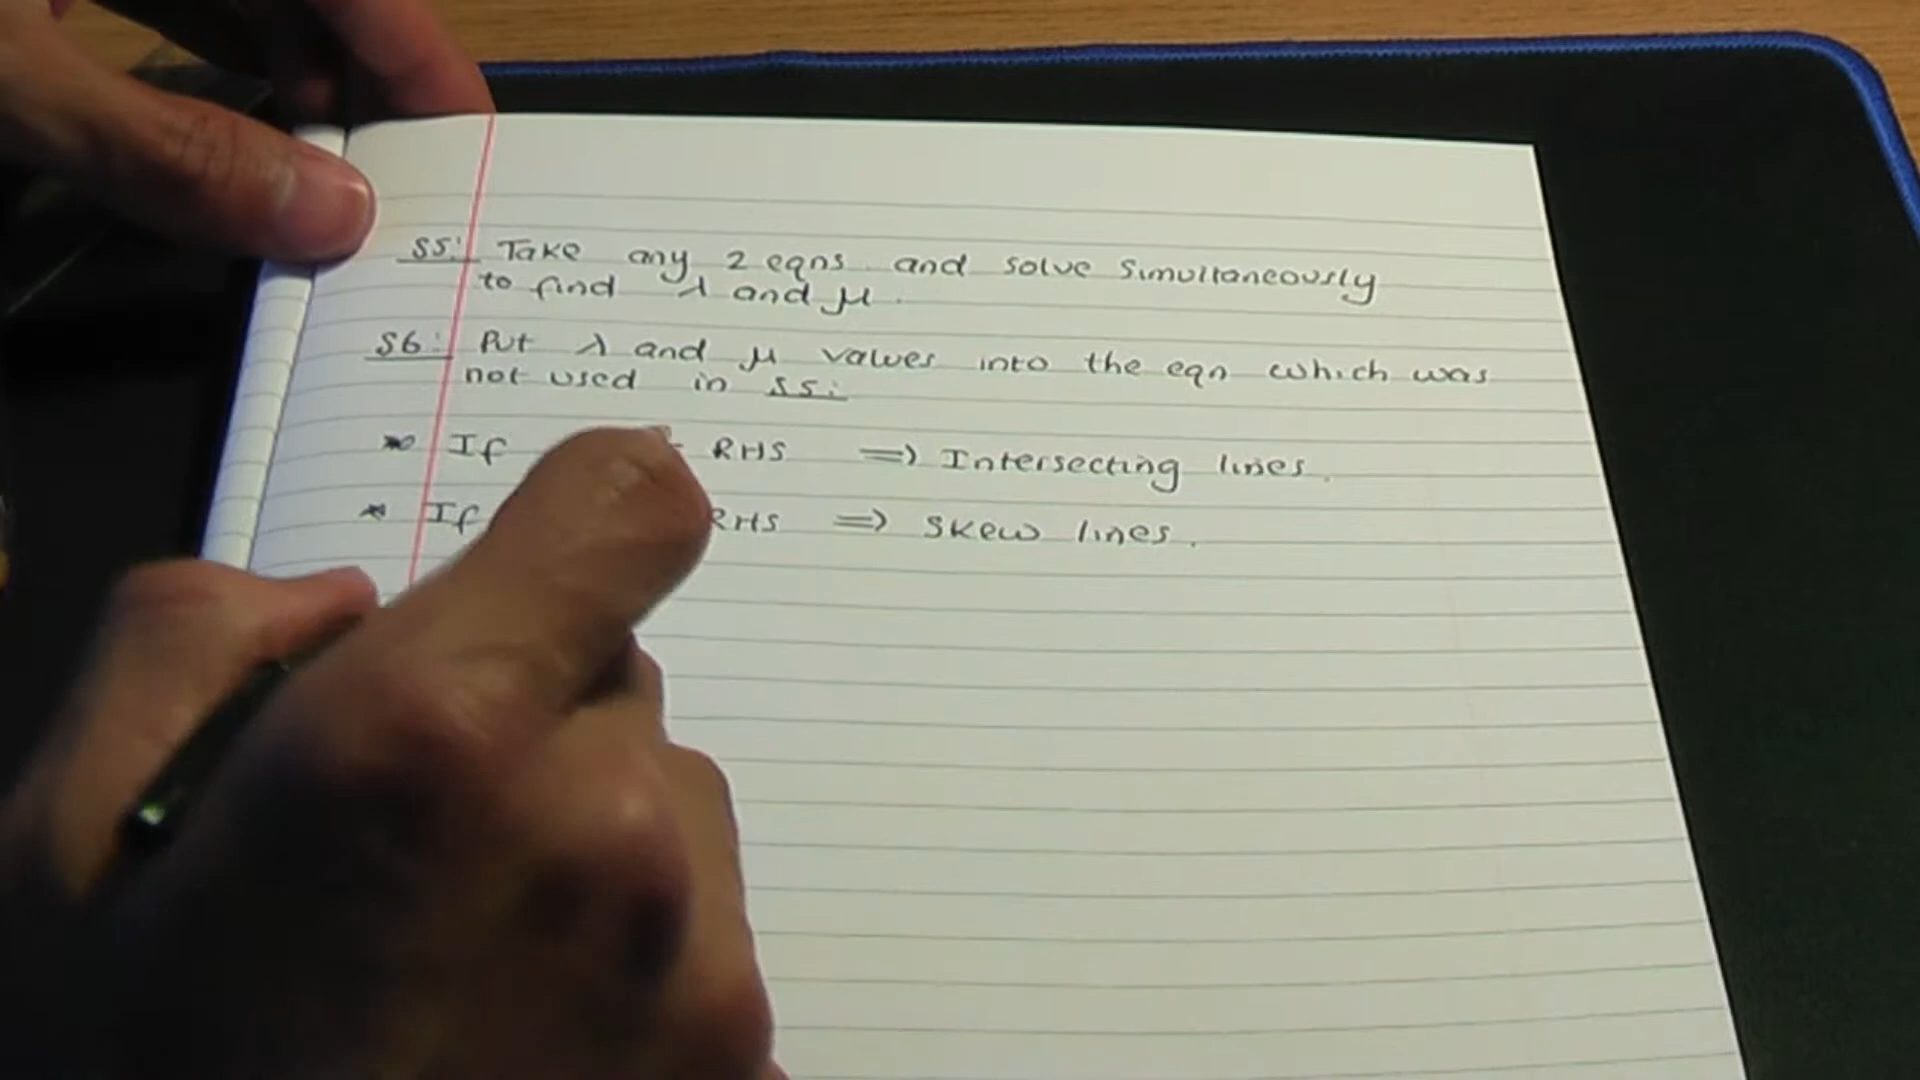 S5: Take any 2 eqns. and solve simultaneously
to find λ and μ.
S6: Put λ and μ values into the eqn which was
not used in S5:
* If RHS => Intersecting lines.
* If RHS => Skew lines.